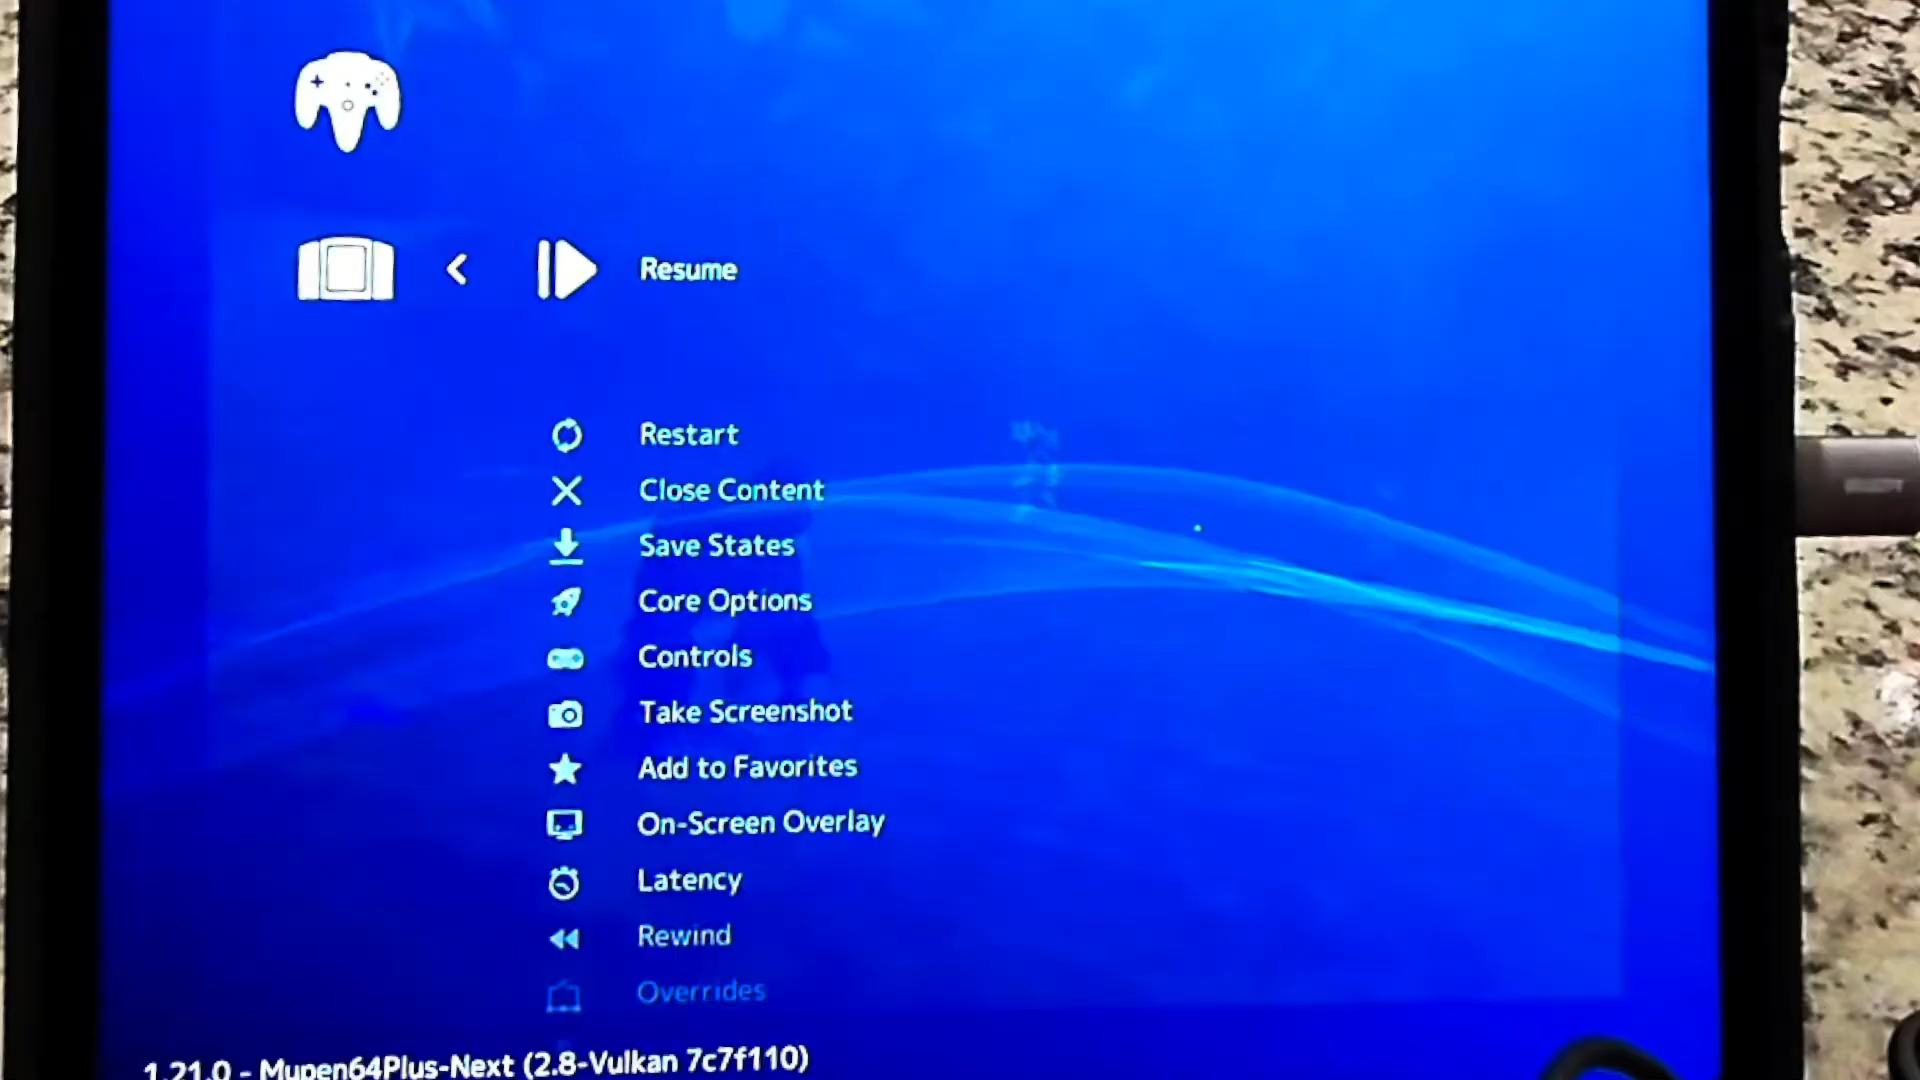 Resume
Restart
Close Content
Save States
Core Options
Controls
Take Screenshot
Add to Favorites
On-Screen Overlay
Latency
Rewind
Overrides
1.21.0 - Mupen64Plus-Next (2.8-Vulkan 7c7f110)